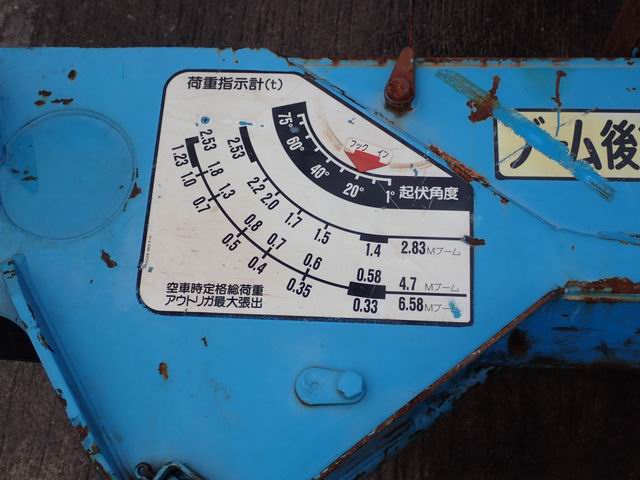 荷重指示計(t)
フック イン
75° 60° 40° 20° 1°
起伏角度
2.53 2.2 2.0 1.7 1.5 1.4 2.83Mブーム
2.53 1.8 1.3 0.8 0.7 0.6 0.58 4.7Mブーム
1.23 1.0 0.7 0.5 0.4 0.35 0.33 6.58Mブーム
空車時定格総荷重
アウトリガ最大張出
ブーム後